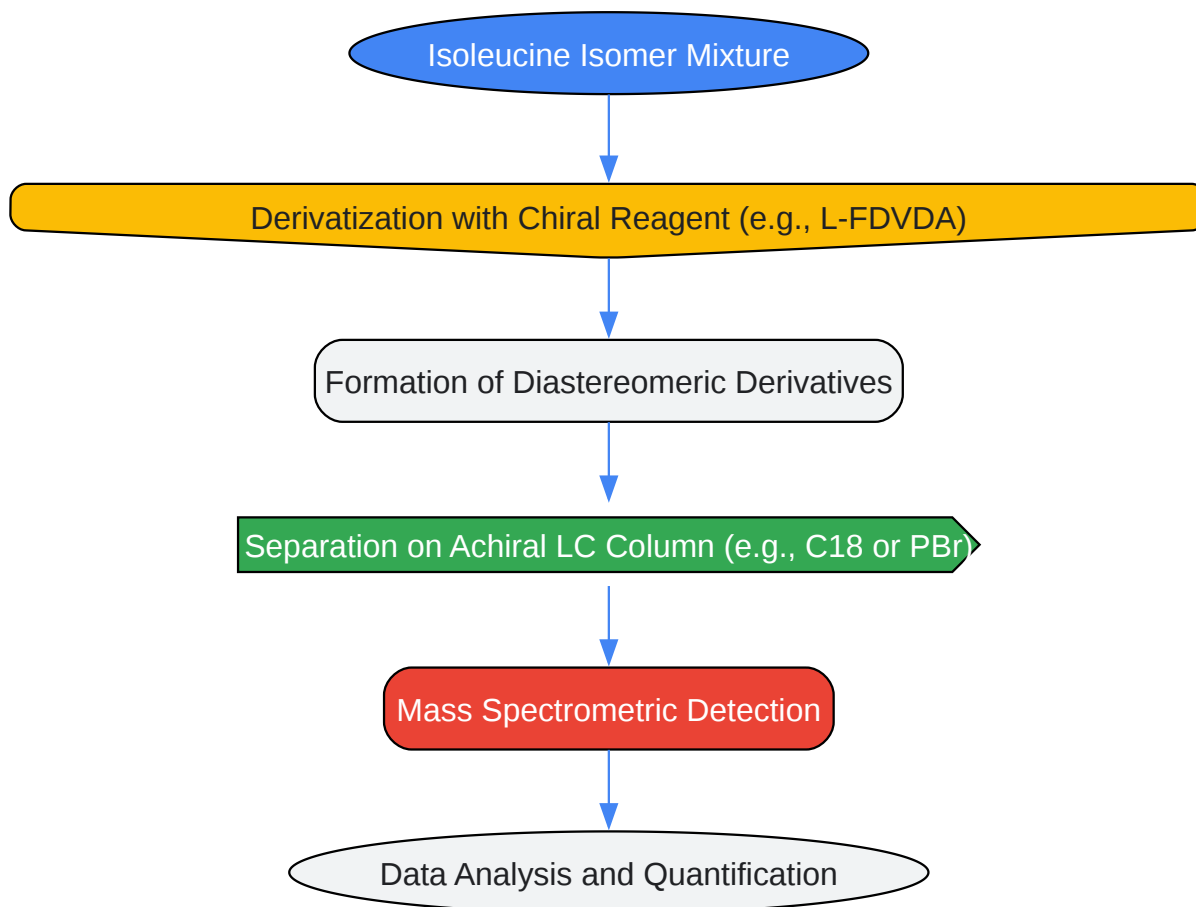 Isoleucine Isomer Mixture
Derivatization with Chiral Reagent (e.g., L-FDVDA)
Formation of Diastereomeric Derivatives
Separation on Achiral LC Column (e.g., C18 or PBr)
Mass Spectrometric Detection
Data Analysis and Quantification